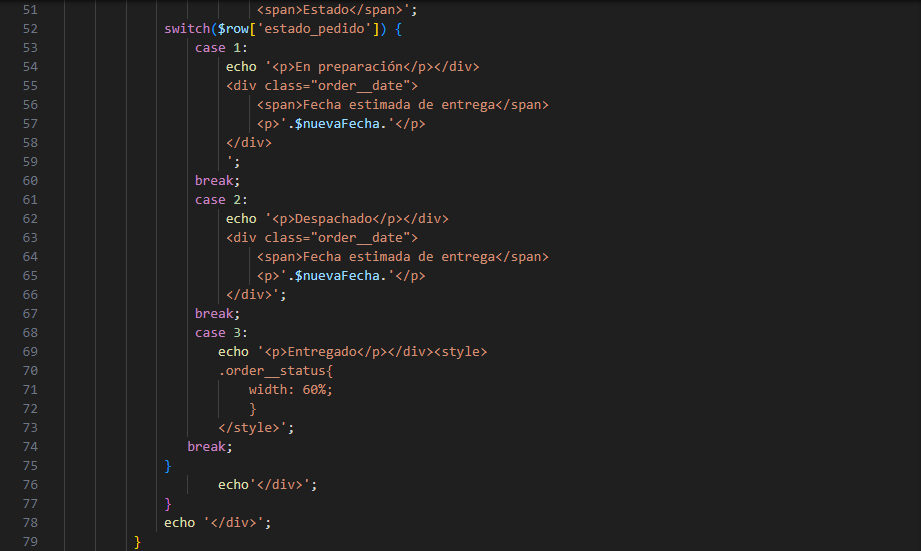 51 <span>Estado</span>';
52 switch($row['estado_pedido']) {
53 case 1:
54 echo '<p>En preparación</p></div>
55 <div class="order__date">
56 <span>Fecha estimada de entrega</span>
57 <p>'.$nuevaFecha.'</p>
58 </div>
59 ';
60 break;
61 case 2:
62 echo '<p>Despachado</p></div>
63 <div class="order__date">
64 <span>Fecha estimada de entrega</span>
65 <p>'.$nuevaFecha.'</p>
66 </div>';
67 break;
68 case 3:
69 echo '<p>Entregado</p></div><style>
70 .order__status{
71 width: 60%;
72 }
73 </style>';
74 break;
75 }
76 echo'</div>';
77 }
78 echo '</div>';
79 }